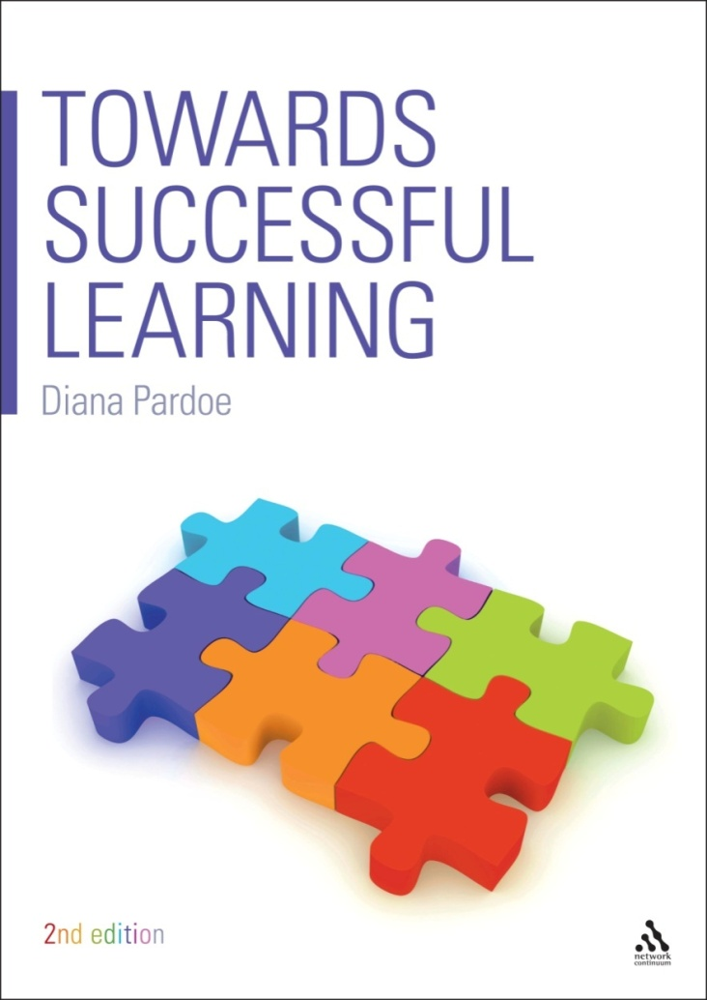 TOWARDS
SUCCESSFUL
LEARNING
Diana Pardoe
2nd edition
network
continuum